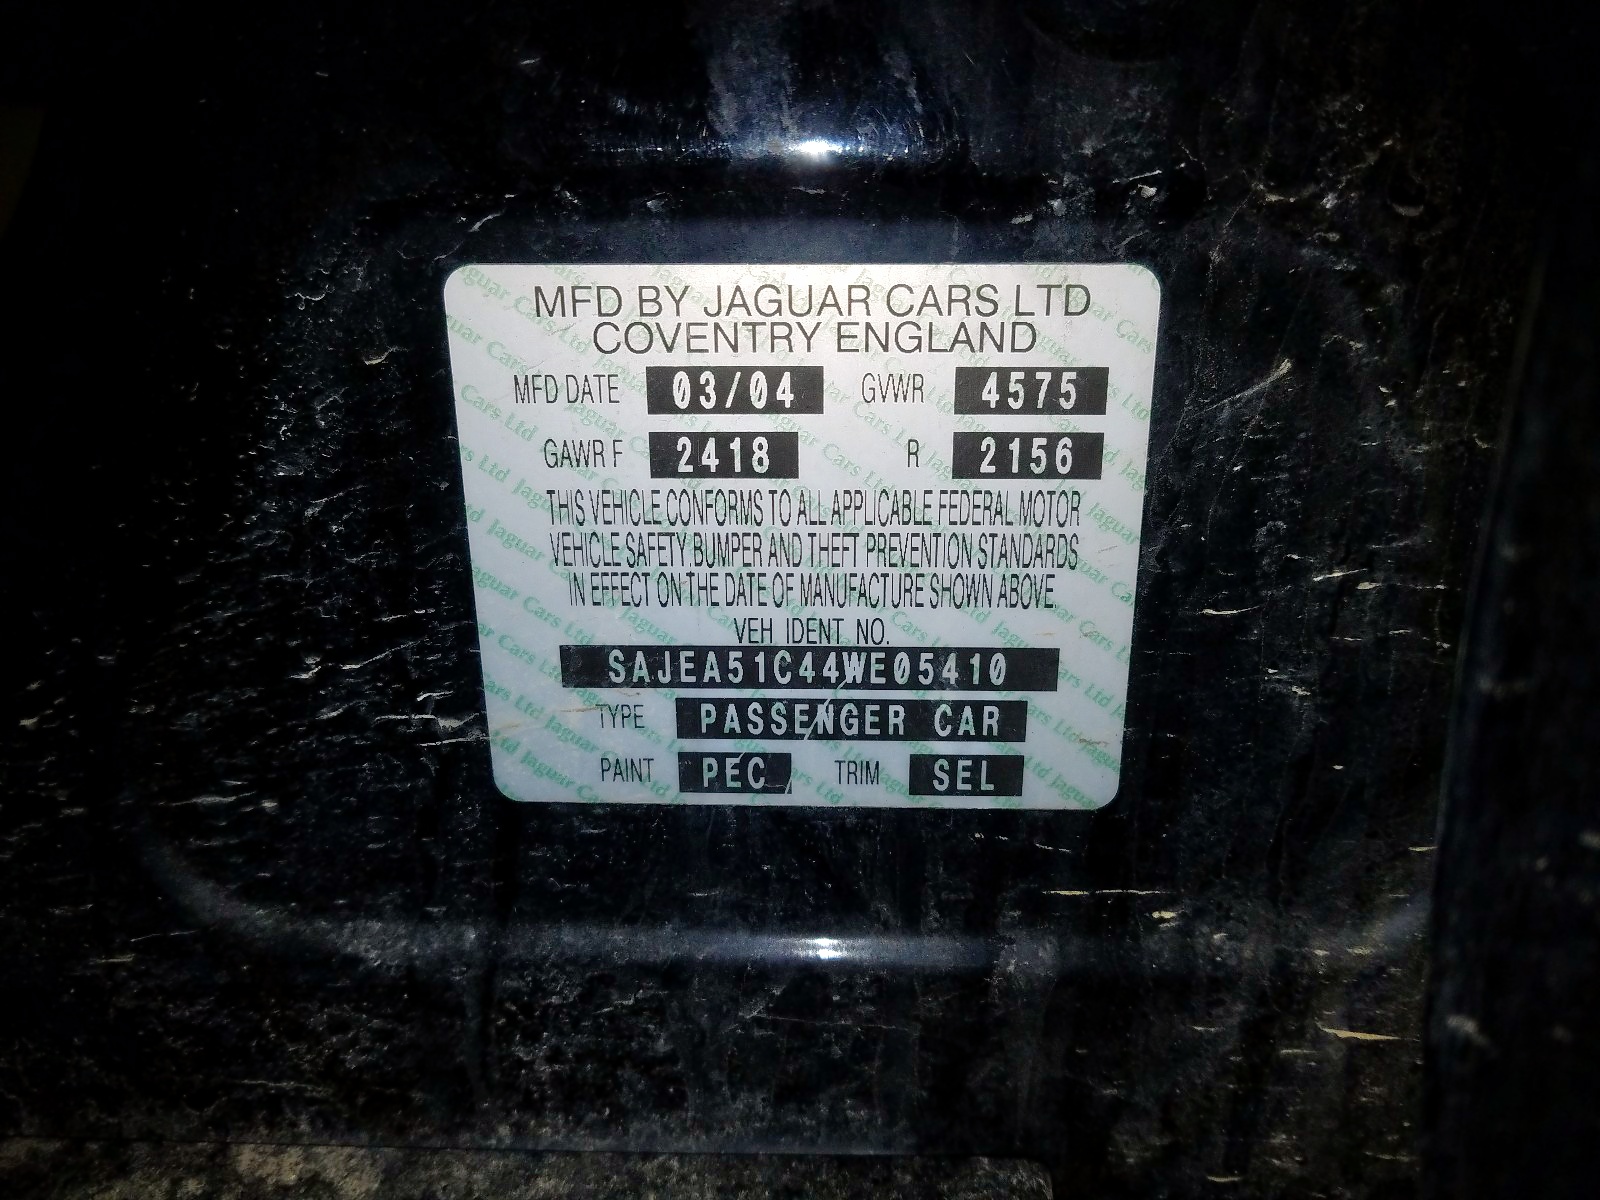 MFD BY JAGUAR CARS LTD
COVENTRY ENGLAND
MFD DATE 03/04 GVWR 4575
GAWR F 2418 R 2156
THIS VEHICLE CONFORMS TO ALL APPLICABLE FEDERAL MOTOR
VEHICLE SAFETY BUMPER AND THEFT PREVENTION STANDARDS
IN EFFECT ON THE DATE OF MANUFACTURE SHOWN ABOVE
VEH IDENT NO.
SAJEA51C44WE05410
TYPE PASSENGER CAR
PAINT PEC TRIM SEL